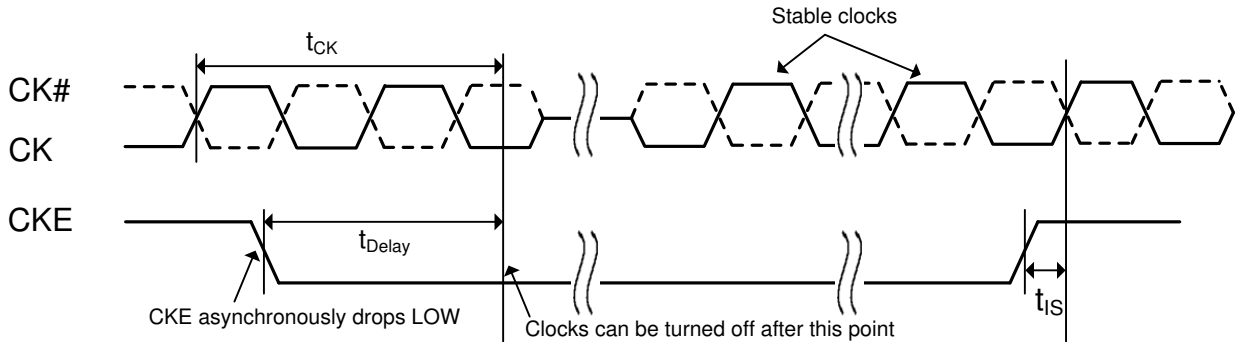 Stable clocks
tCK
CK#
CK
CKE
tDelay
tIS
CKE asynchronously drops LOW
Clocks can be turned off after this point